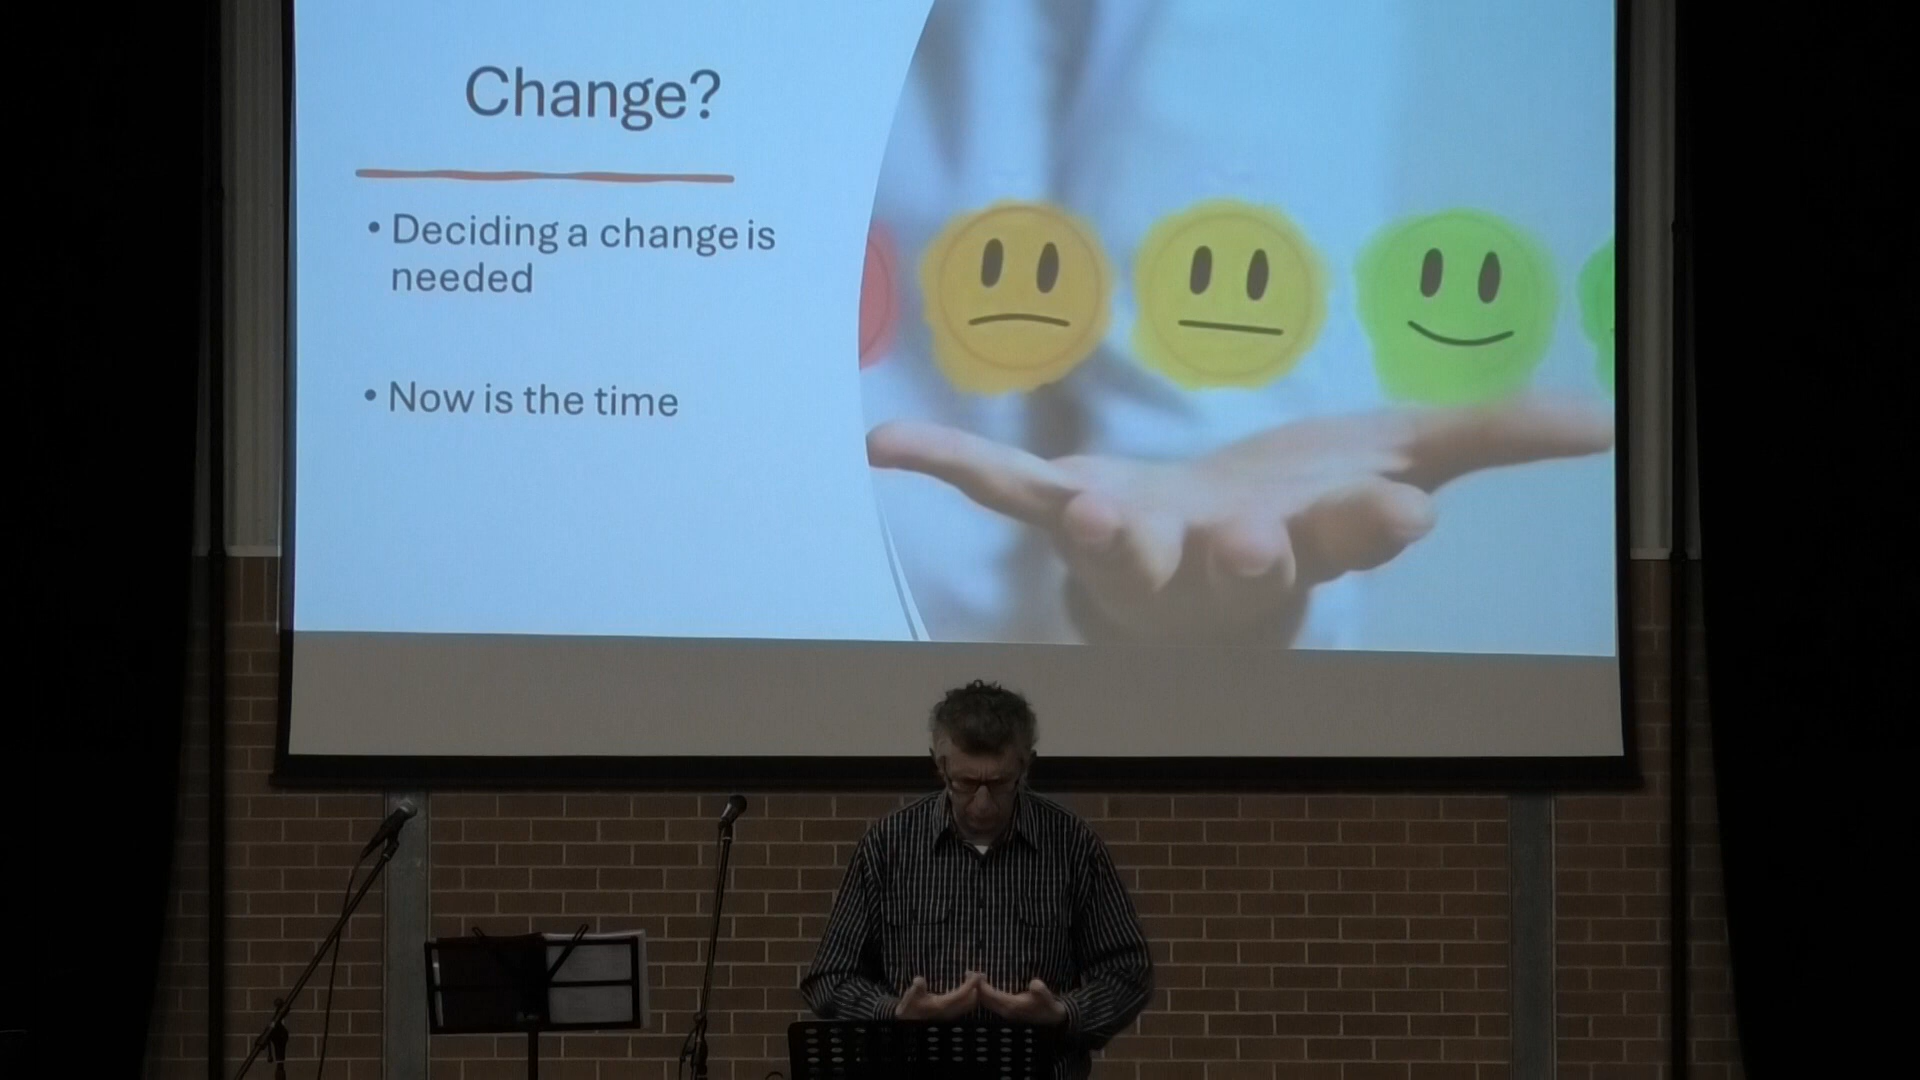 Change?
• Deciding a change is
needed
• Now is the time